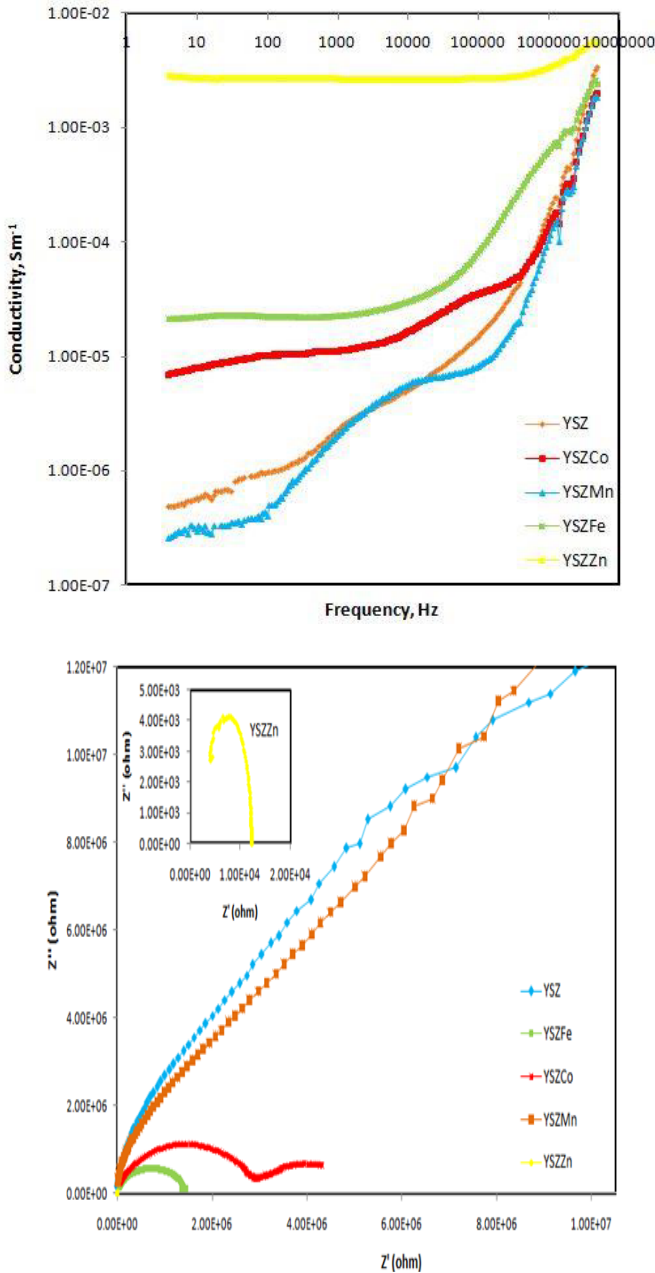 1.00E-02
1 10 100 1000 10000 100000 1000000 10000000
1.00E-03
1.00E-04
1.00E-05
1.00E-06
1.00E-07
Conductivity, Sm⁻¹
YSZ
YSZCo
YSZMn
YSZFe
YSZZn
Frequency, Hz
1.20E+07
1.00E+07
8.00E+06
6.00E+06
4.00E+06
2.00E+06
0.00E+00
Z'' (ohm)
5.00E+03
4.00E+03
3.00E+03
2.00E+03
1.00E+03
0.00E+00
Z'' (ohm)
YSZZn
0.00E+00 1.00E+04 2.00E+04
Z' (ohm)
YSZ
YSZFe
YSZCo
YSZMn
YSZZn
0.00E+00 2.00E+06 4.00E+06 6.00E+06 8.00E+06 1.00E+07
Z' (ohm)